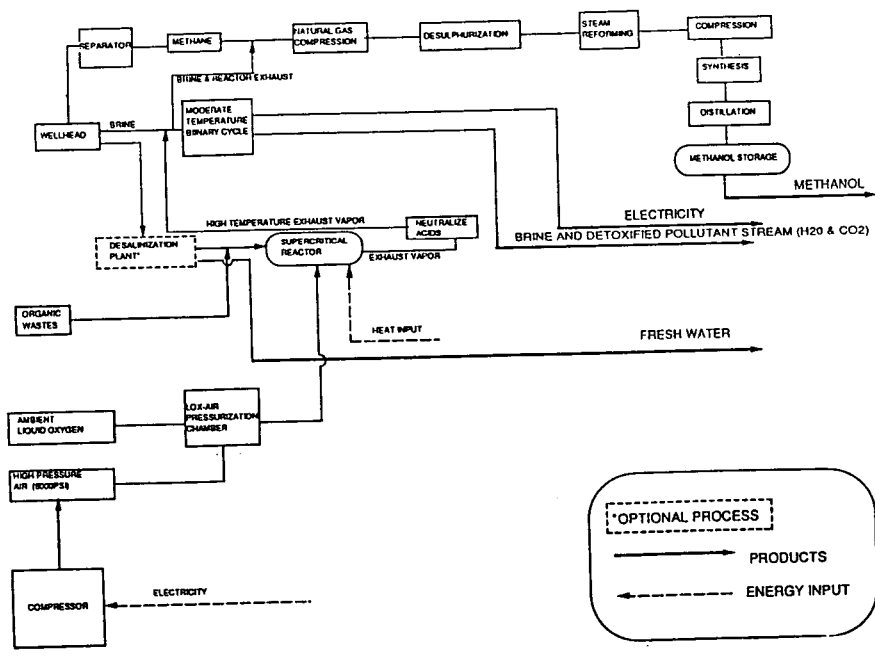 SEPARATOR
METHANE
NATURAL GAS
COMPRESSION
DESULPHURIZATION
STEAM
REFORMING
COMPRESSION
SYNTHESIS
DISTILLATION
METHANOL STORAGE
METHANOL
BRINE & REACTOR EXHAUST
WELLHEAD
BRINE
MODERATE
TEMPERATURE
BINARY CYCLE
ELECTRICITY
BRINE AND DETOXIFIED POLLUTANT STREAM (H20 & CO2)
HIGH TEMPERATURE EXHAUST VAPOR
NEUTRALIZE
ACIDS
DESALINIZATION
PLANT*
SUPERCRITICAL
REACTOR
EXHAUST VAPOR
ORGANIC
WASTES
HEAT INPUT
FRESH WATER
AMBIENT
LIQUID OXYGEN
LOX-AIR
PRESSURIZATION
CHAMBER
HIGH PRESSURE
AIR (6000PSI)
COMPRESSOR
ELECTRICITY
*OPTIONAL PROCESS
PRODUCTS
ENERGY INPUT